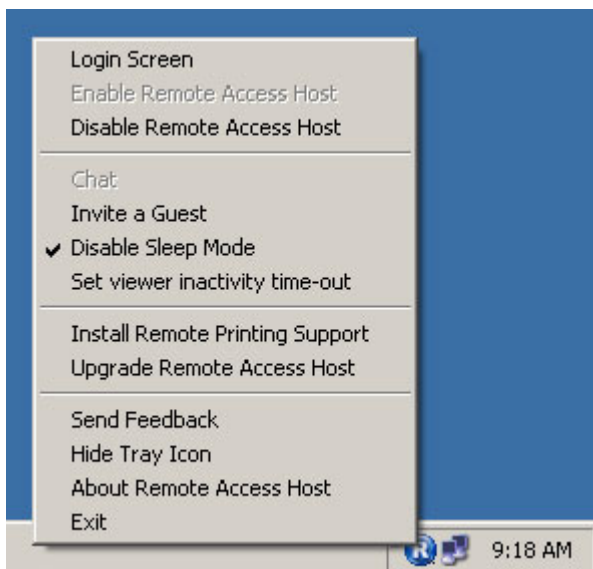 Login Screen
Enable Remote Access Host
Disable Remote Access Host
Chat
Invite a Guest
Disable Sleep Mode
Set viewer inactivity time-out
Install Remote Printing Support
Upgrade Remote Access Host
Send Feedback
Hide Tray Icon
About Remote Access Host
Exit
R 9:18 AM